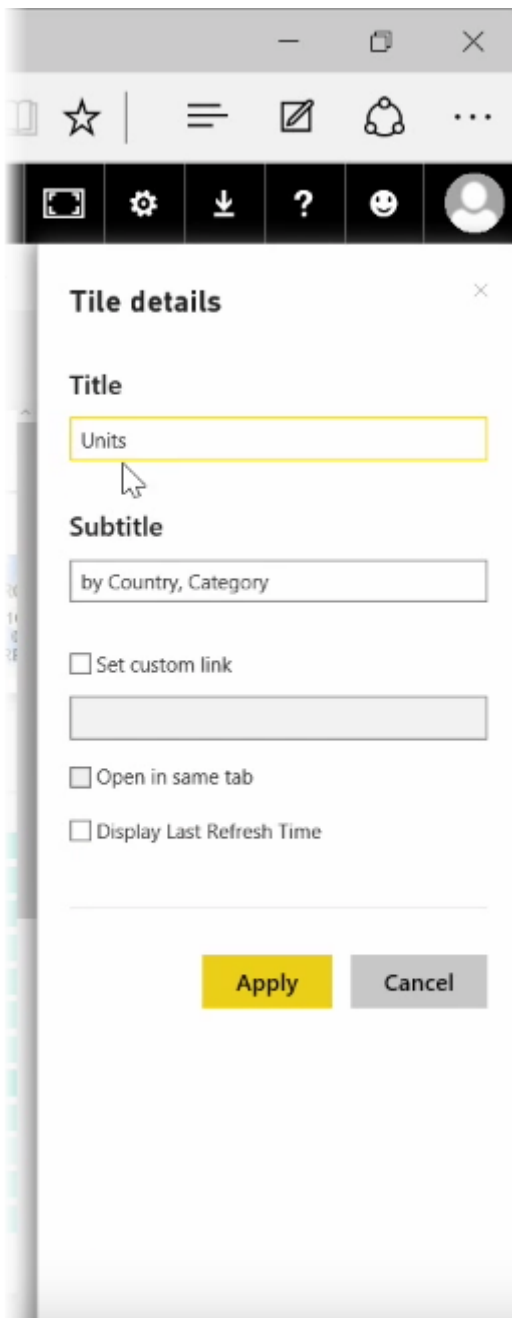 ?
Tile details
Title
Units
Subtitle
by Country, Category
Set custom link
Open in same tab
Display Last Refresh Time
Apply
Cancel